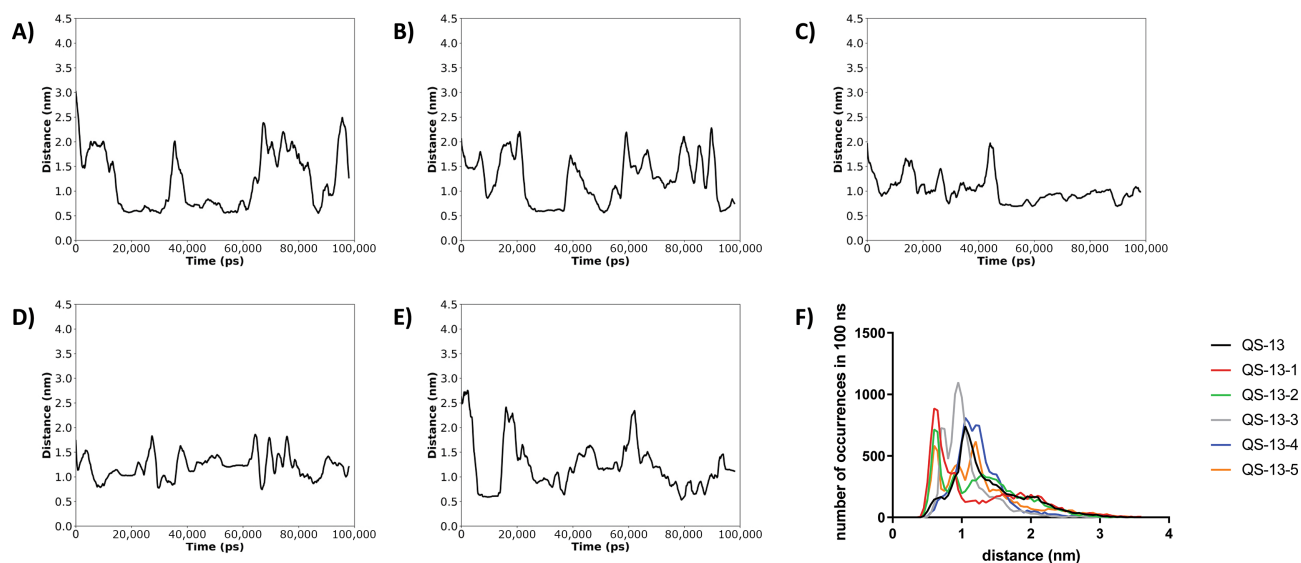 A)
Distance (nm)
4.5
4.0
3.5
3.0
2.5
2.0
1.5
1.0
0.5
0.0
0 20,000 40,000 60,000 80,000 100,000
Time (ps)
B)
Distance (nm)
4.5
4.0
3.5
3.0
2.5
2.0
1.5
1.0
0.5
0.0
0 20,000 40,000 60,000 80,000 100,000
Time (ps)
C)
Distance (nm)
4.5
4.0
3.5
3.0
2.5
2.0
1.5
1.0
0.5
0.0
0 20,000 40,000 60,000 80,000 100,000
Time (ps)
D)
Distance (nm)
4.5
4.0
3.5
3.0
2.5
2.0
1.5
1.0
0.5
0.0
0 20,000 40,000 60,000 80,000 100,000
Time (ps)
E)
Distance (nm)
4.5
4.0
3.5
3.0
2.5
2.0
1.5
1.0
0.5
0.0
0 20,000 40,000 60,000 80,000 100,000
Time (ps)
F)
number of occurrences in 100 ns
1500
1000
500
0
0 1 2 3 4
distance (nm)
QS-13
QS-13-1
QS-13-2
QS-13-3
QS-13-4
QS-13-5